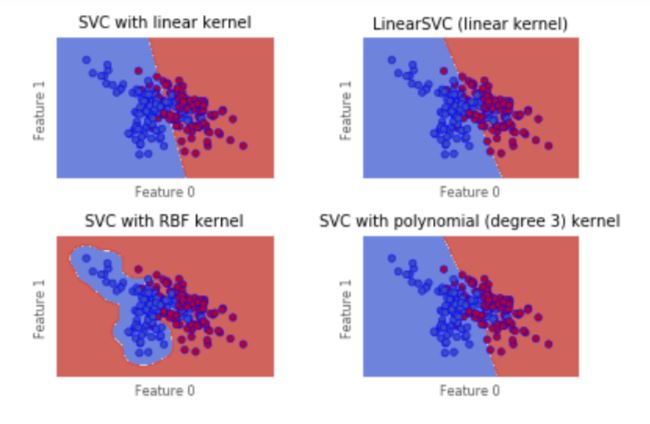 SVC with linear kernel
LinearSVC (linear kernel)
Feature 1
Feature 0
Feature 1
Feature 0
SVC with RBF kernel
SVC with polynomial (degree 3) kernel
Feature 1
Feature 0
Feature 1
Feature 0